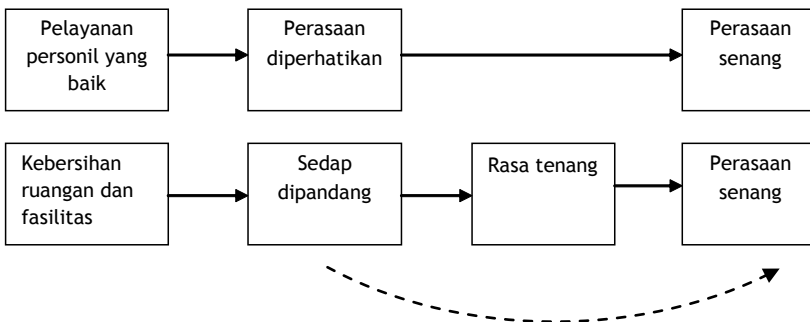 Pelayanan
personil yang
baik
Perasaan
diperhatikan
Perasaan
senang
Kebersihan
ruangan dan
fasilitas
Sedap
dipandang
Rasa tenang
Perasaan
senang